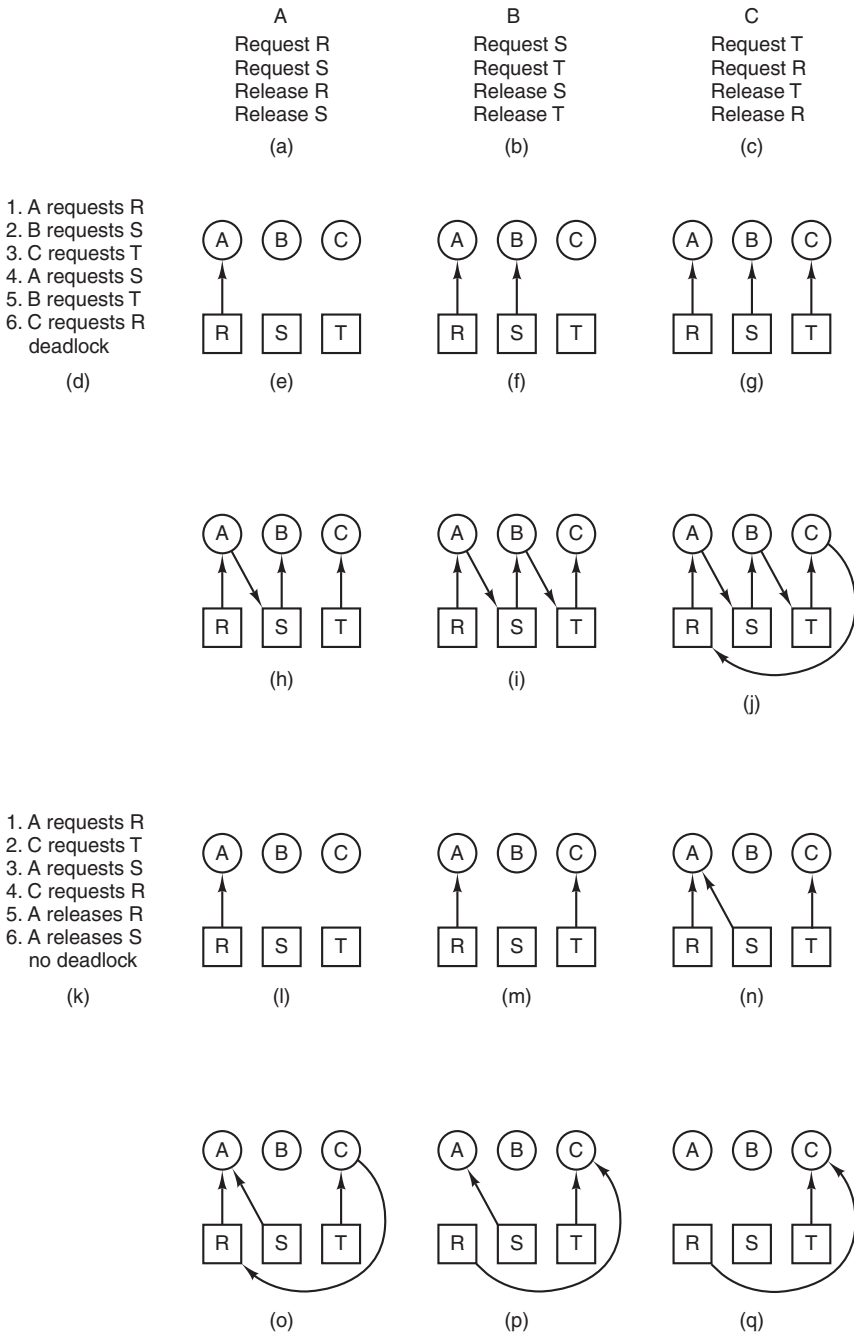 A B C
Request R Request S Request T
Request S Request T Request R
Release R Release S Release T
Release S Release T Release R
(a) (b) (c)
1. A requests R
2. B requests S
3. C requests T
4. A requests S
5. B requests T
6. C requests R
deadlock
(d)
A B C
R S T
(e)
A B C
R S T
(f)
A B C
R S T
(g)
A B C
R S T
(h)
A B C
R S T
(i)
A B C
R S T
(j)
1. A requests R
2. C requests T
3. A requests S
4. C requests R
5. A releases R
6. A releases S
no deadlock
(k)
A B C
R S T
(l)
A B C
R S T
(m)
A B C
R S T
(n)
A B C
R S T
(o)
A B C
R S T
(p)
A B C
R S T
(q)